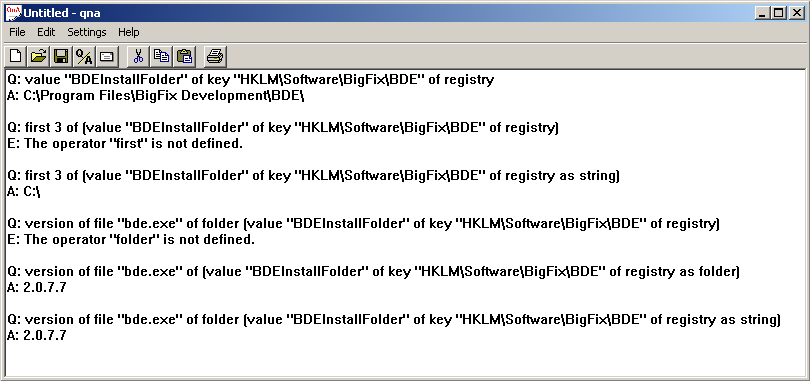 Untitled - qna
File Edit Settings Help
Q: value "BDEInstallFolder" of key "HKLM\Software\BigFix\BDE" of registry
A: C:\Program Files\BigFix Development\BDE\
Q: first 3 of (value "BDEInstallFolder" of key "HKLM\Software\BigFix\BDE" of registry)
E: The operator "first" is not defined.
Q: first 3 of (value "BDEInstallFolder" of key "HKLM\Software\BigFix\BDE" of registry as string)
A: C:\
Q: version of file "bde.exe" of folder (value "BDEInstallFolder" of key "HKLM\Software\BigFix\BDE" of registry)
E: The operator "folder" is not defined.
Q: version of file "bde.exe" of (value "BDEInstallFolder" of key "HKLM\Software\BigFix\BDE" of registry as folder)
A: 2.0.7.7
Q: version of file "bde.exe" of folder (value "BDEInstallFolder" of key "HKLM\Software\BigFix\BDE" of registry as string)
A: 2.0.7.7